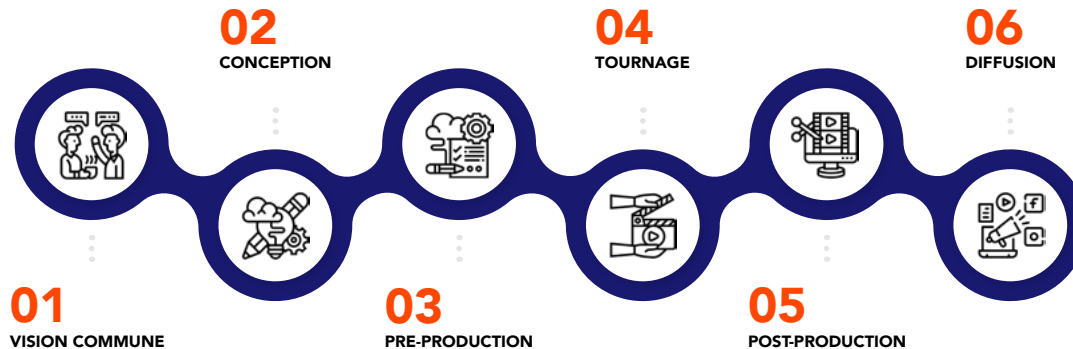 01
VISION COMMUNE
02
CONCEPTION
03
PRE-PRODUCTION
04
TOURNAGE
05
POST-PRODUCTION
06
DIFFUSION